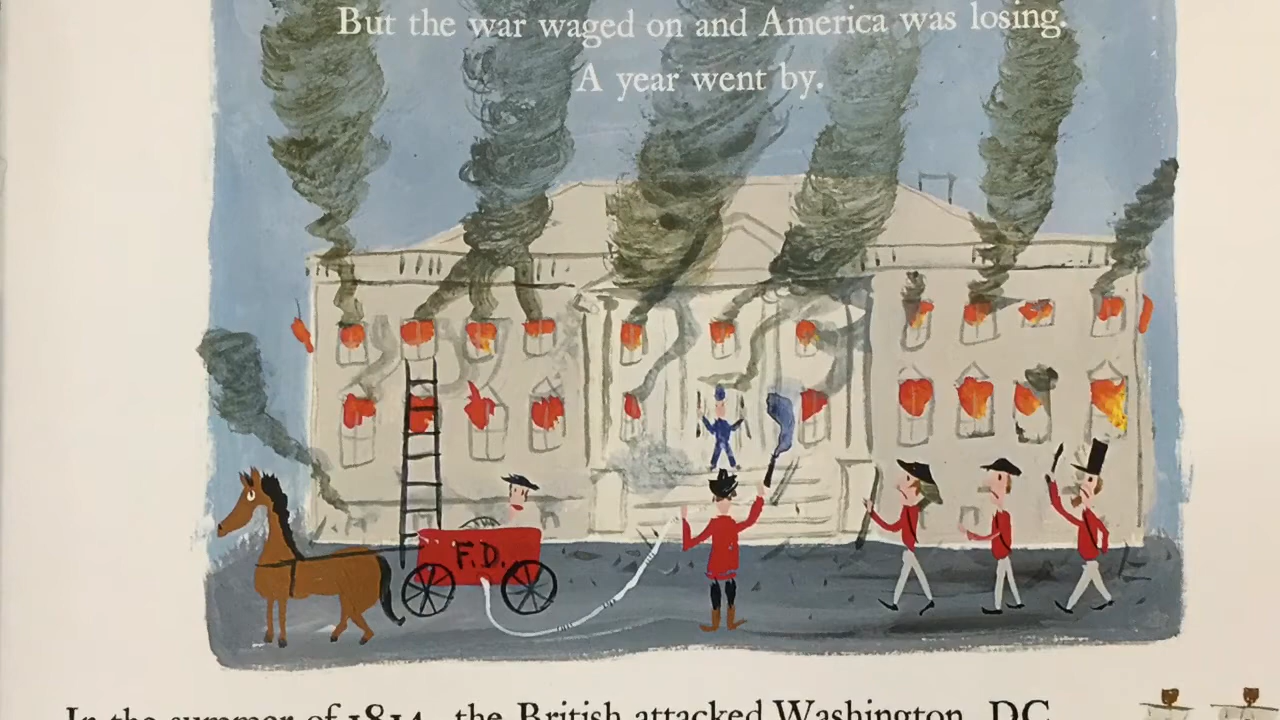 But the war waged on and America was losing.
A year went by.
F.D.
In the summer of 1814, the British attacked Washington, DC